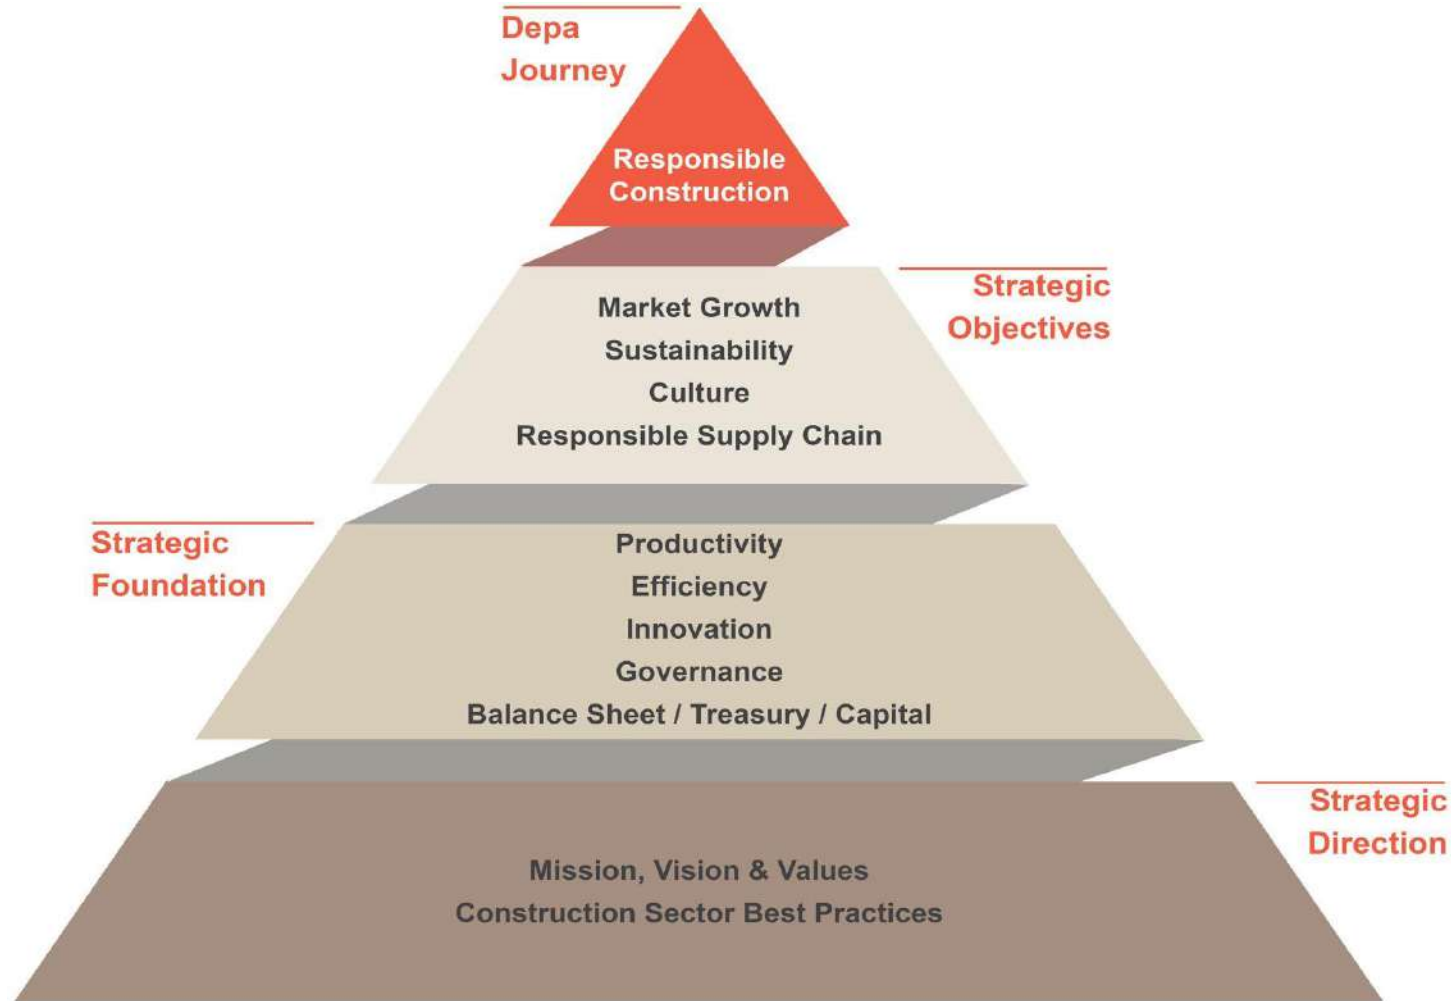 Depa
Journey
Responsible
Construction
Strategic
Objectives
Market Growth
Sustainability
Culture
Responsible Supply Chain
Strategic
Foundation
Productivity
Efficiency
Innovation
Governance
Balance Sheet / Treasury / Capital
Strategic
Direction
Mission, Vision & Values
Construction Sector Best Practices